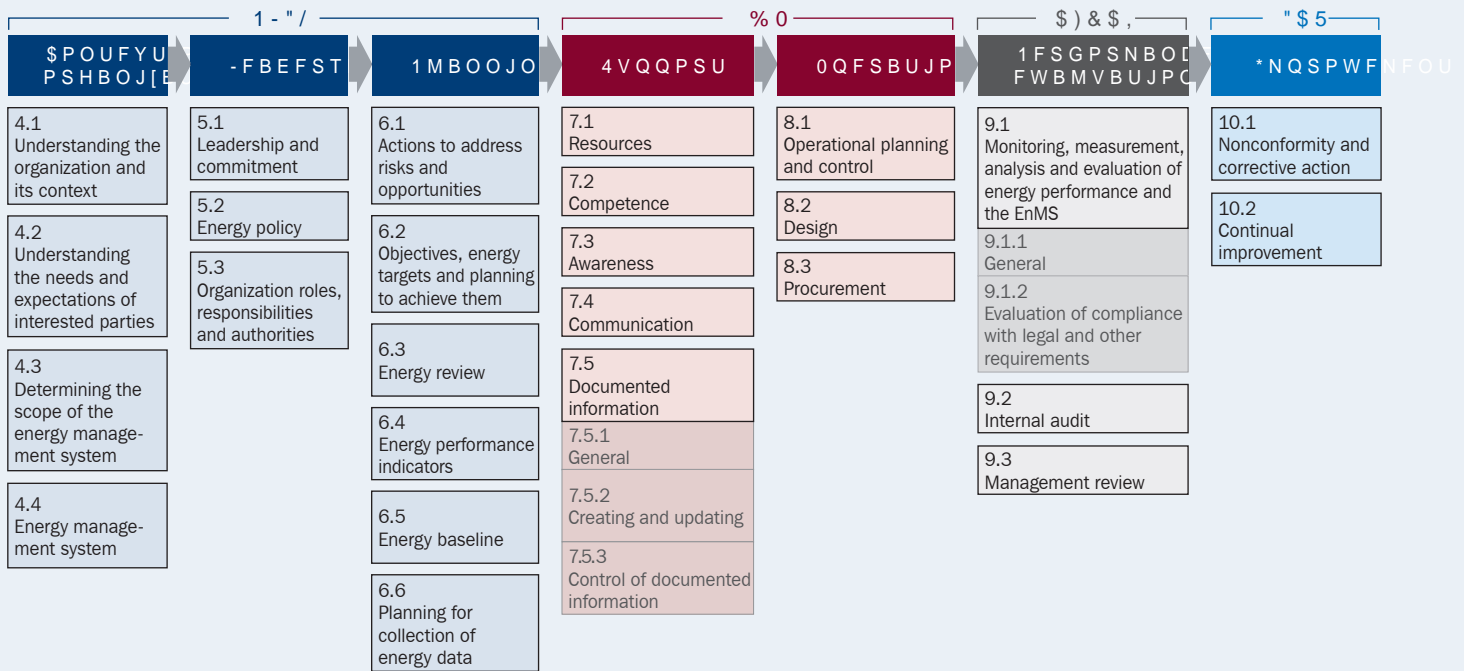 1 - " /
% 0
$ ) & $ ,
" $ 5
$ P O U F Y U
P S H B O J [ E
- F B E F S T
1 M B O O J O
4 V Q Q P S U
0 Q F S B U J P
1 F S G P S N B O D
F W B M V B U J P O
* N Q S P W F N F O U
4.1
Understanding the
organization and
its context
4.2
Understanding
the needs and
expectations of
interested parties
4.3
Determining the
scope of the
energy manage-
ment system
4.4
Energy manage-
ment system
5.1
Leadership and
commitment
5.2
Energy policy
5.3
Organization roles,
responsibilities
and authorities
6.1
Actions to address
risks and
opportunities
6.2
Objectives, energy
targets and planning
to achieve them
6.3
Energy review
6.4
Energy performance
indicators
6.5
Energy baseline
6.6
Planning for
collection of
energy data
7.1
Resources
7.2
Competence
7.3
Awareness
7.4
Communication
7.5
Documented
information
7.5.1
General
7.5.2
Creating and updating
7.5.3
Control of documented
information
8.1
Operational planning
and control
8.2
Design
8.3
Procurement
9.1
Monitoring, measurement,
analysis and evaluation of
energy performance and
the EnMS
9.1.1
General
9.1.2
Evaluation of compliance
with legal and other
requirements
9.2
Internal audit
9.3
Management review
10.1
Nonconformity and
corrective action
10.2
Continual
improvement